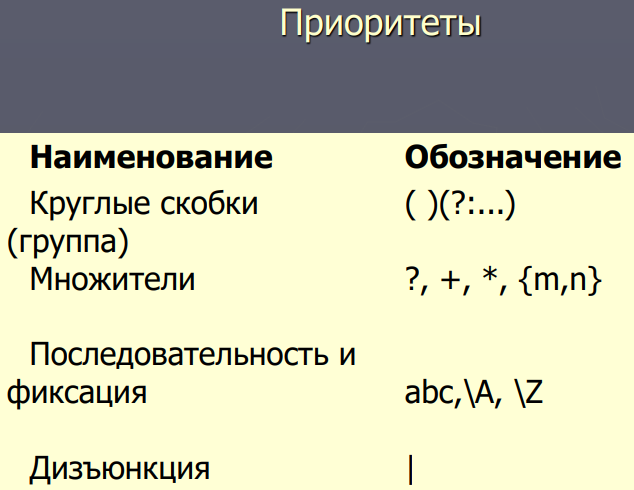 Приоритеты
Наименование Обозначение
Круглые скобки ( )(?:...)
(группа)
Множители ?, +, *, {m,n}
Последовательность и
фиксация abc,\A, \Z
Дизъюнкция |